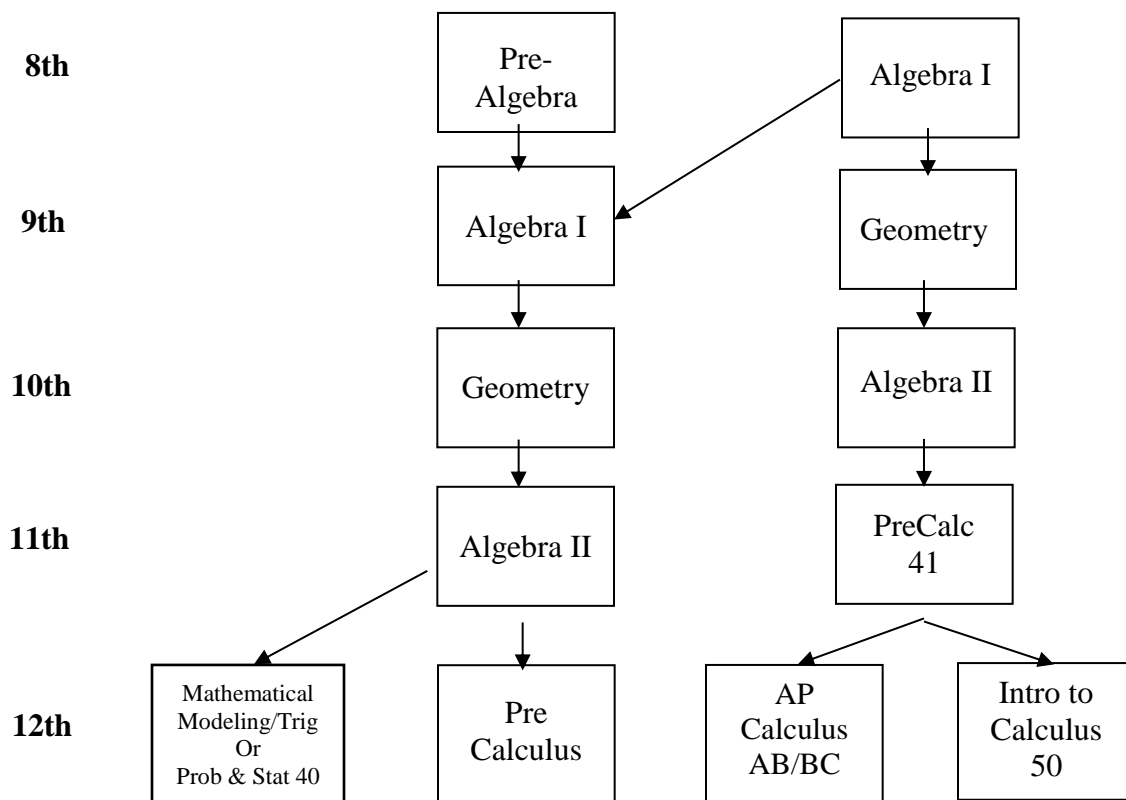 8th
Pre-
Algebra
Algebra I
9th
Algebra I
Geometry
10th
Geometry
Algebra II
11th
Algebra II
PreCalc
41
12th
Mathematical
Modeling/Trig
Or
Prob & Stat 40
Pre
Calculus
AP
Calculus
AB/BC
Intro to
Calculus
50